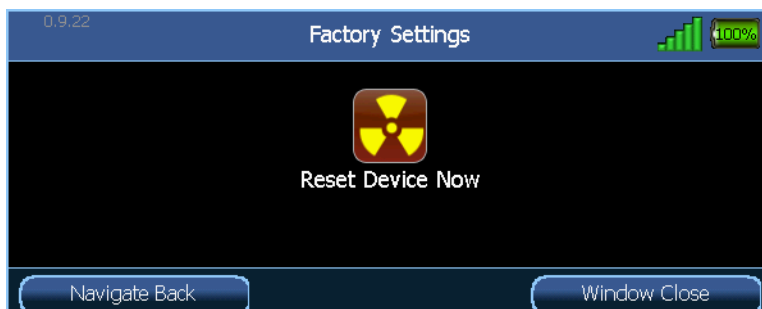 0.9.22
Factory Settings
100%
Reset Device Now
Navigate Back
Window Close